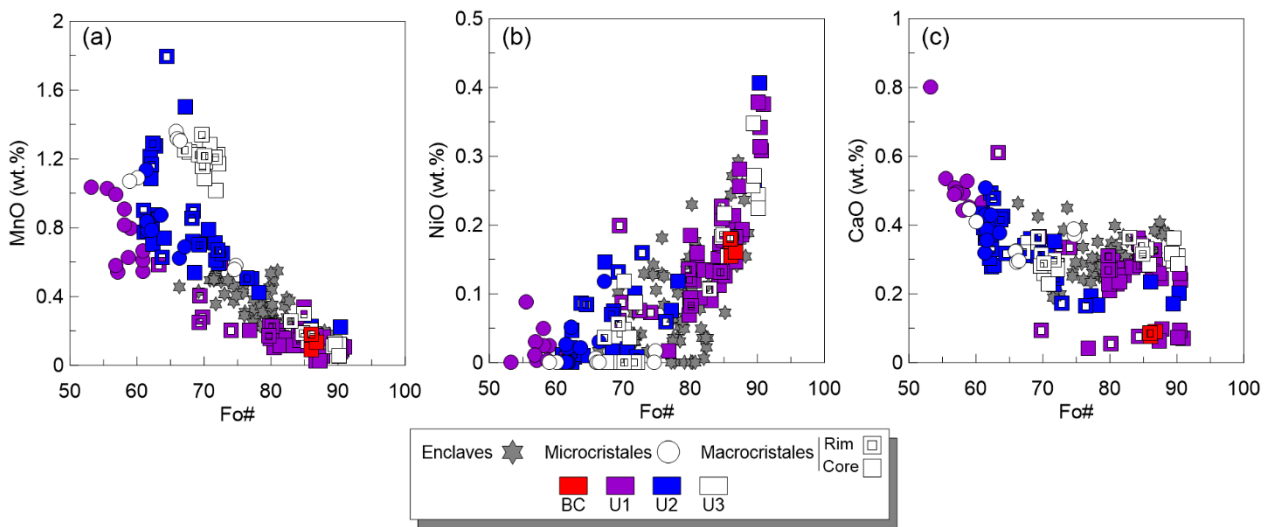 (a)
MnO (wt.%)
2
1.6
1.2
0.8
0.4
0
50 60 70 80 90 100
Fo#
(b)
NiO (wt.%)
0.5
0.4
0.3
0.2
0.1
0
50 60 70 80 90 100
Fo#
(c)
CaO (wt.%)
1
0.8
0.6
0.4
0.2
0
50 60 70 80 90 100
Fo#
Enclaves Microcristales Macrocristales Rim
Core
BC U1 U2 U3